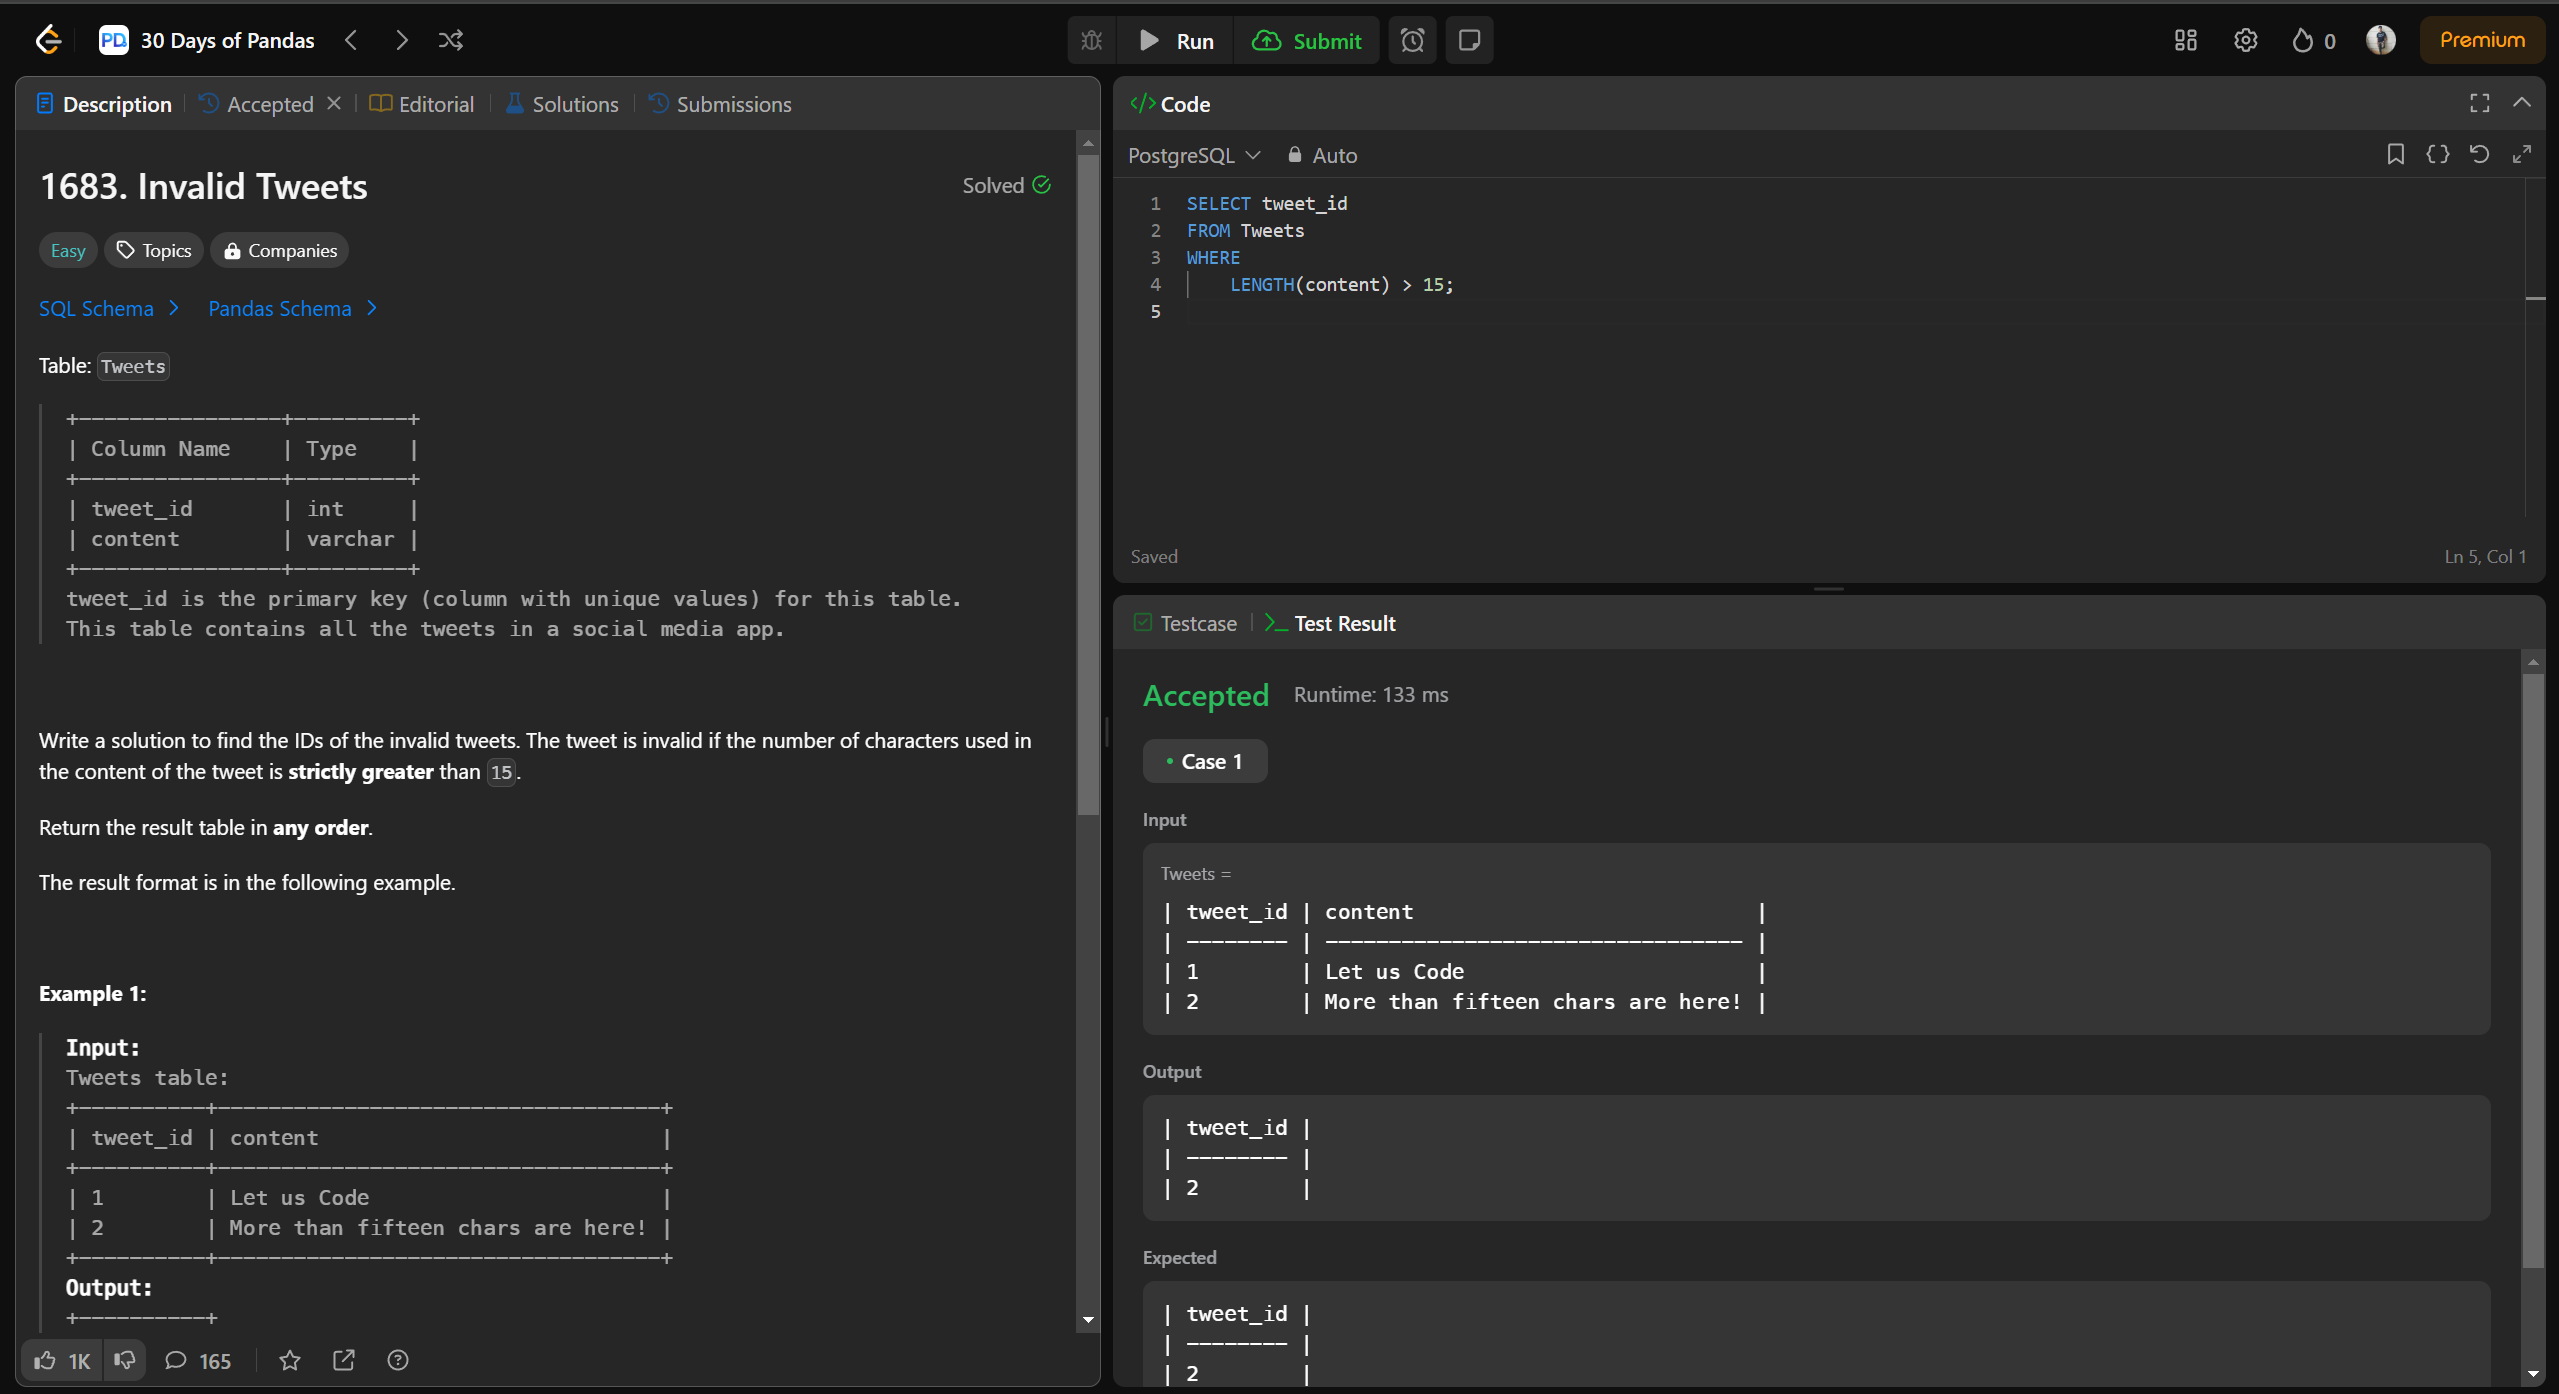 PD 30 Days of Pandas
Run Submit
0 Premium
Description Accepted Editorial Solutions Submissions
1683. Invalid Tweets
Solved
Easy Topics Companies
SQL Schema Pandas Schema
Table: Tweets
+----------------+---------+
| Column Name    | Type    |
+----------------+---------+
| tweet_id       | int     |
| content        | varchar |
+----------------+---------+
tweet_id is the primary key (column with unique values) for this table.
This table contains all the tweets in a social media app.
Write a solution to find the IDs of the invalid tweets. The tweet is invalid if the number of characters used in
the content of the tweet is strictly greater than 15.
Return the result table in any order.
The result format is in the following example.
Example 1:
Input:
Tweets table:
+----------+-----------------------------------+
| tweet_id | content                           |
+----------+-----------------------------------+
| 1        | Let us Code                       |
| 2        | More than fifteen chars are here! |
+----------+-----------------------------------+
Output:
+----------+
1K 165
</> Code
PostgreSQL Auto
1 SELECT tweet_id
2 FROM Tweets
3 WHERE
4     LENGTH(content) > 15;
5
Saved
Ln 5, Col 1
Testcase >_ Test Result
Accepted Runtime: 133 ms
• Case 1
Input
Tweets =
| tweet_id | content                           |
| -------- | --------------------------------- |
| 1        | Let us Code                       |
| 2        | More than fifteen chars are here! |
Output
| tweet_id |
| -------- |
| 2        |
Expected
| tweet_id |
| -------- |
| 2        |